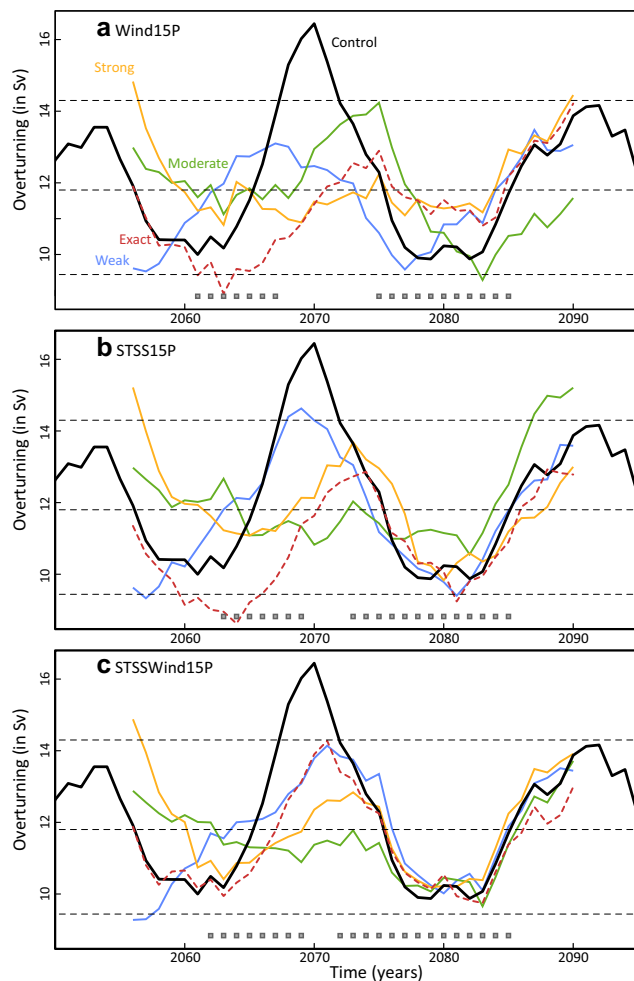 a Wind15P
Control
Strong
Moderate
Exact
Weak
Overturning (in Sv)
10 12 14 16
2060 2070 2080 2090
b STSS15P
Overturning (in Sv)
10 12 14 16
2060 2070 2080 2090
c STSSWind15P
Overturning (in Sv)
10 12 14 16
2060 2070 2080 2090
Time (years)